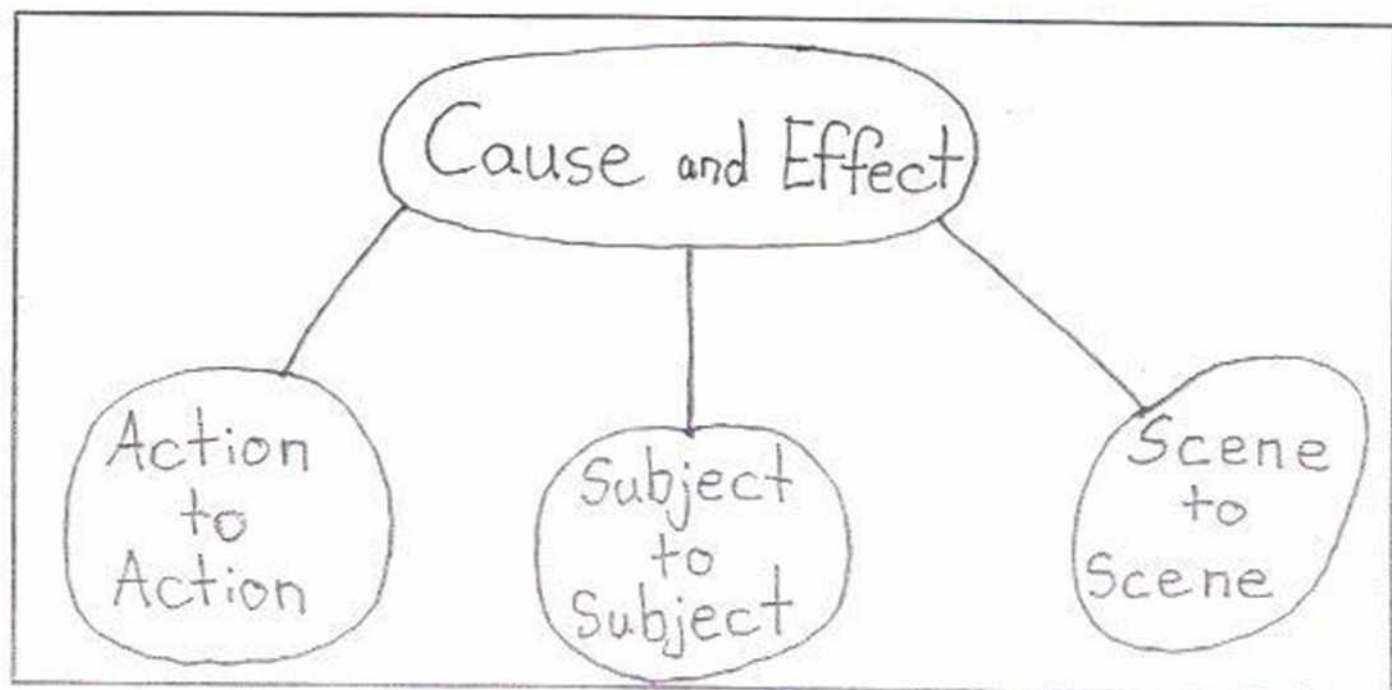 Cause and Effect
Action
to
Action
Subject
to
Subject
Scene
to
Scene